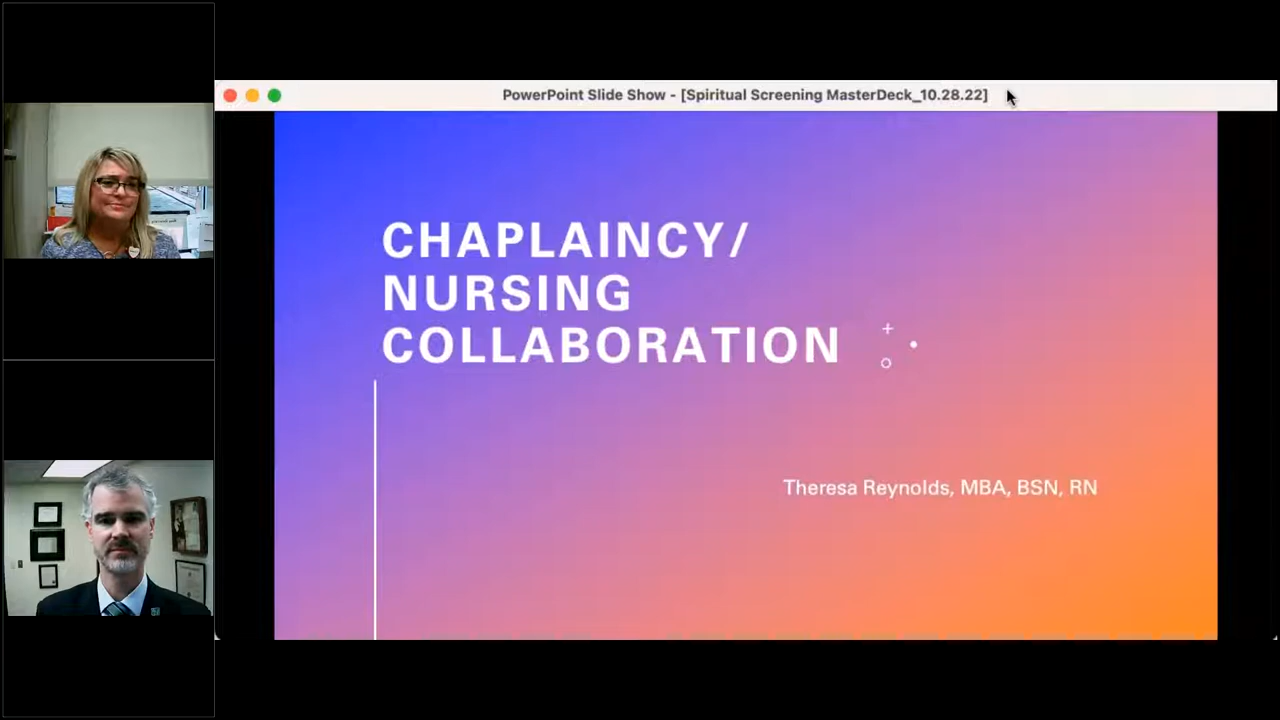 PowerPoint Slide Show - [Spiritual Screening MasterDeck_10.28.22]
CHAPLAINCY/
NURSING
COLLABORATION
Theresa Reynolds, MBA, BSN, RN